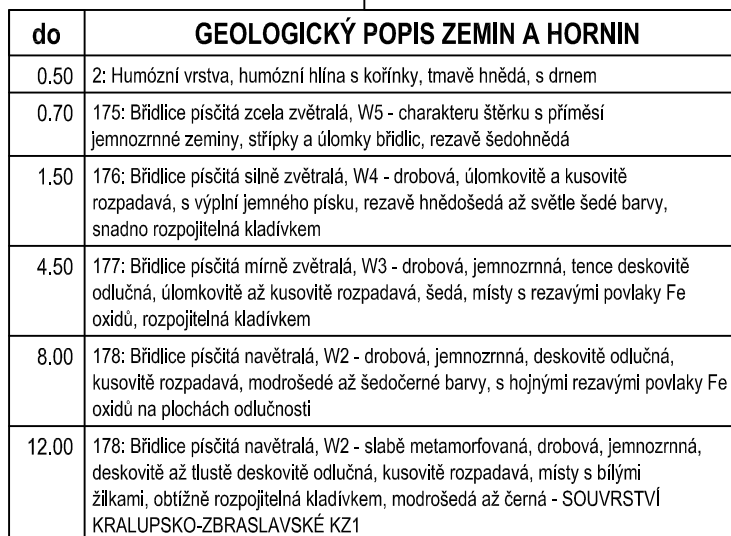 do GEOLOGICKÝ POPIS ZEMIN A HORNIN
0.50 2: Humózní vrstva, humózní hlína s kořínky, tmavě hnědá, s drnem
0.70 175: Břidlice písčitá zcela zvětralá, W5 - charakteru štěrku s příměsí
jemnozrnné zeminy, střípky a úlomky břidlic, rezavě šedohnědá
1.50 176: Břidlice písčitá silně zvětralá, W4 - drobová, úlomkovitě a kusovitě
rozpadavá, s výplní jemného písku, rezavě hnědošedá až světle šedé barvy,
snadno rozpojitelná kladívkem
4.50 177: Břidlice písčitá mírně zvětralá, W3 - drobová, jemnozrnná, tence deskovitě
odlučná, úlomkovitě až kusovitě rozpadavá, šedá, místy s rezavými povlaky Fe
oxidů, rozpojitelná kladívkem
8.00 178: Břidlice písčitá navětralá, W2 - drobová, jemnozrnná, deskovitě odlučná,
kusovitě rozpadavá, modrošedé až šedočerné barvy, s hojnými rezavými povlaky Fe
oxidů na plochách odlučnosti
12.00 178: Břidlice písčitá navětralá, W2 - slabě metamorfovaná, drobová, jemnozrnná,
deskovitě až tlustě deskovitě odlučná, kusovitě rozpadavá, místy s bílými
žilkami, obtížně rozpojitelná kladívkem, modrošedá až černá - SOUVRSTVÍ
KRALUPSKO-ZBRASLAVSKÉ KZ1